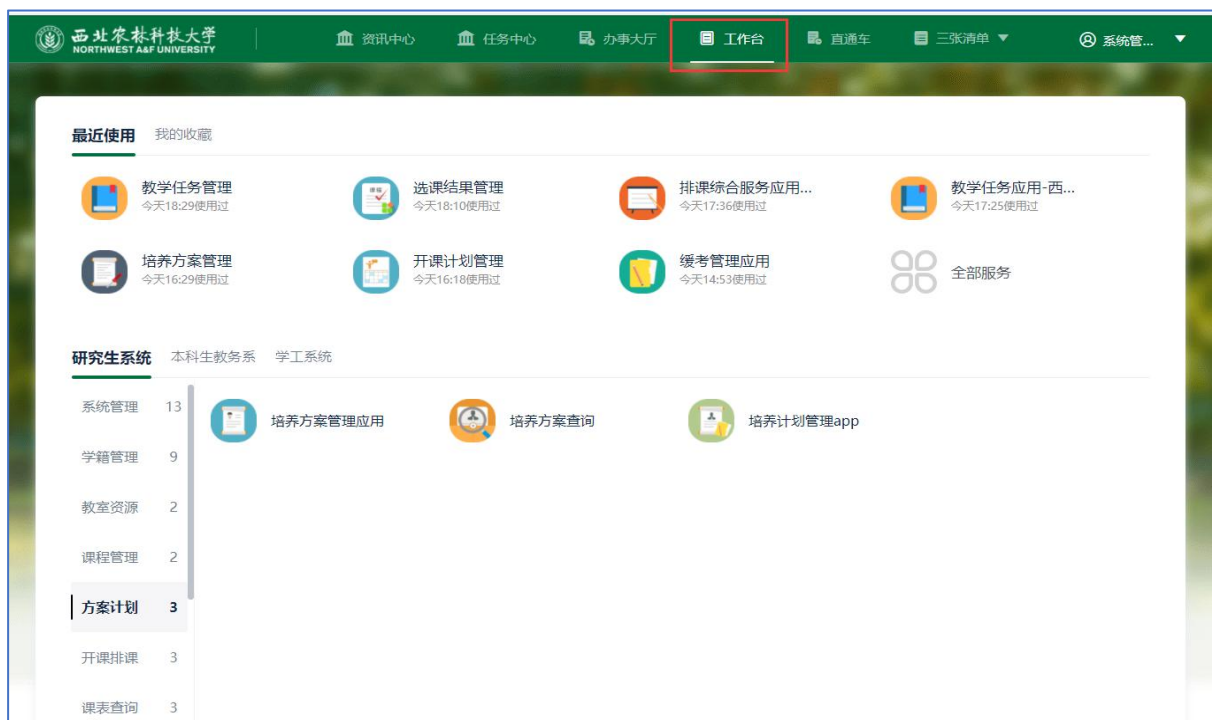 西北农林科技大学
NORTHWEST A&F UNIVERSITY
资讯中心 任务中心 办事大厅 工作台 直通车 三张清单 系统管...
最近使用 我的收藏
教学任务管理 选课结果管理 排课综合服务应用... 教学任务应用-西...
今天18:29使用过 今天18:10使用过 今天17:36使用过 今天17:25使用过
培养方案管理 开课计划管理 缓考管理应用 全部服务
今天16:29使用过 今天16:18使用过 今天14:53使用过
研究生系统 本科生教务系 学工系统
系统管理 13
培养方案管理应用 培养方案查询 培养计划管理app
学籍管理 9
教室资源 2
课程管理 2
方案计划 3
开课排课 3
课表查询 3